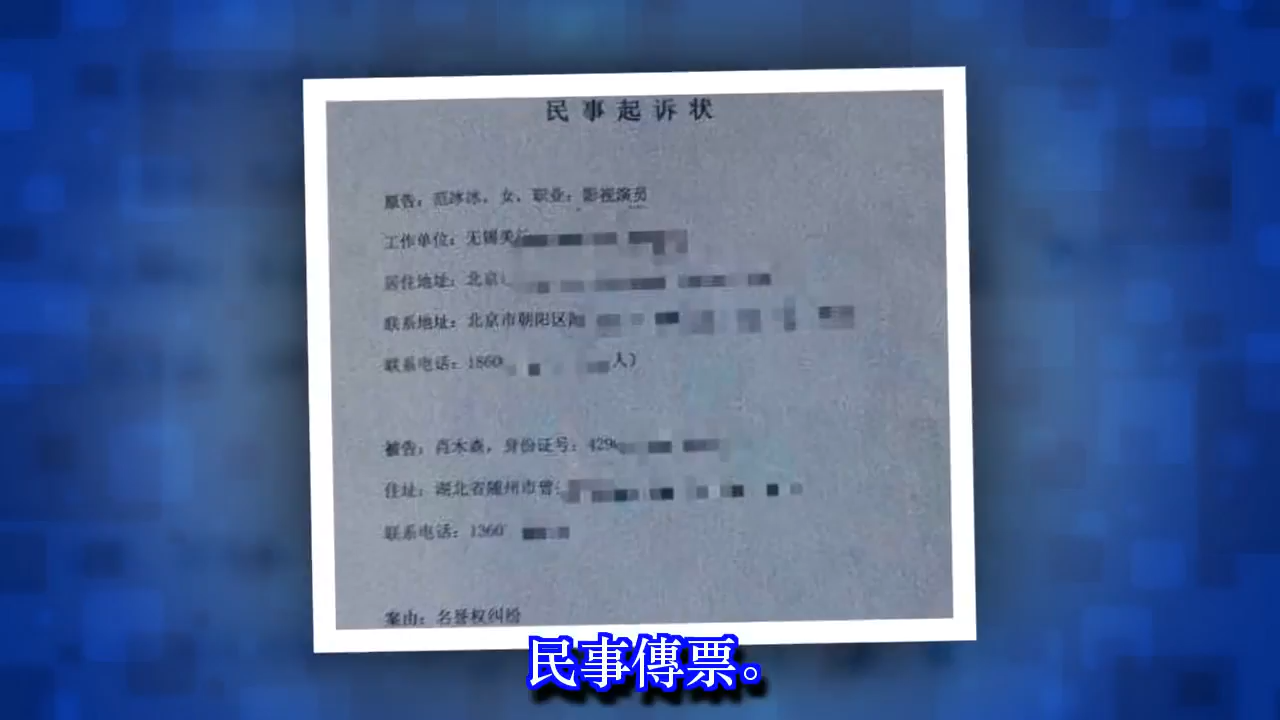 民事起诉状
原告：范冰冰，女，职业：影视演员
工作单位：无锡美
居住地址：北京
联系地址：北京市朝阳区
联系电话：1860 人）
被告：肖木森，身份证号：429
住址：湖北省随州市曾
联系电话：1360
案由：名誉权纠纷
民事傳票。